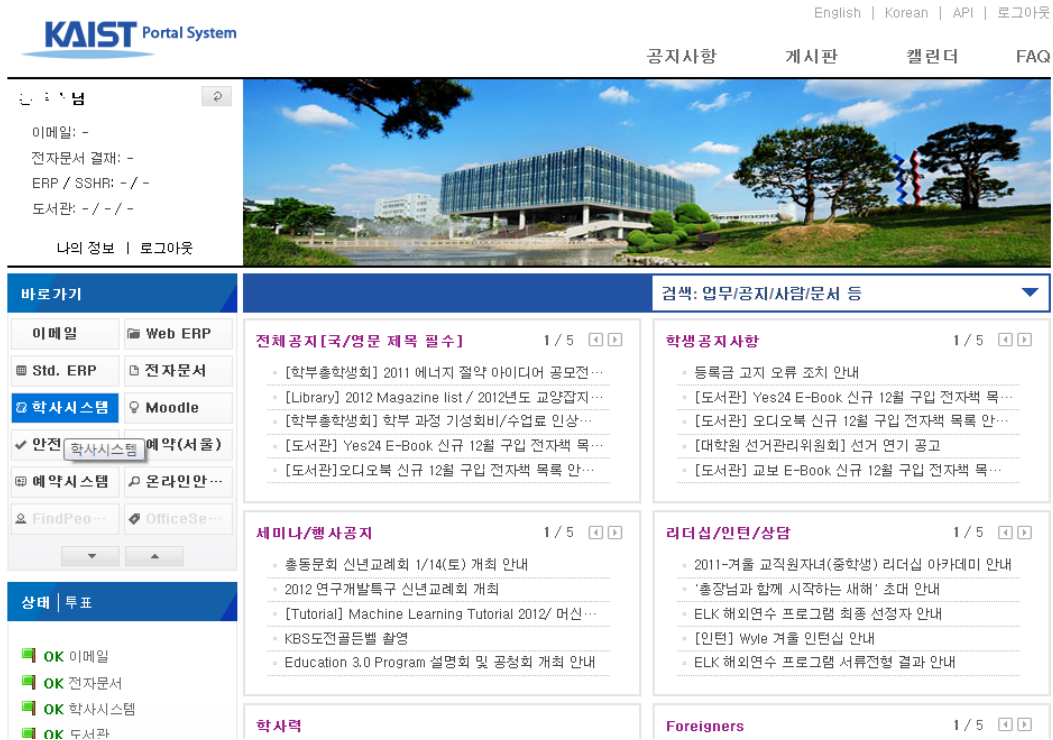 English | Korean | API | 로그아웃
KAIST Portal System
공지사항 게시판 캘린더 FAQ
님
이메일: -
전자문서 결재: -
ERP / SSHR: - / -
도서관: - / - / -
나의 정보 | 로그아웃
바로가기
검색: 업무/공지/사람/문서 등
이메일 Web ERP
Std. ERP 전자문서
학사시스템 Moodle
안전 예약(서울)
학사시스템
예약시스템 온라인안…
FindPeo… OfficeSe…
상태 | 투표
OK 이메일
OK 전자문서
OK 학사시스템
OK 도서관
전체공지[국/영문 제목 필수] 1 / 5
[학부총학생회] 2011 에너지 절약 아이디어 공모전…
[Library] 2012 Magazine list / 2012년도 교양잡지…
[학부총학생회] 학부 과정 기성회비/수업료 인상…
[도서관] Yes24 E-Book 신규 12월 구입 전자책 목…
[도서관]오디오북 신규 12월 구입 전자책 목록 안…
학생공지사항 1 / 5
등록금 고지 오류 조치 안내
[도서관] Yes24 E-Book 신규 12월 구입 전자책 목…
[도서관] 오디오북 신규 12월 구입 전자책 목록 안…
[대학원 선거관리위원회] 선거 연기 공고
[도서관] 교보 E-Book 신규 12월 구입 전자책 목…
세미나/행사공지 1 / 5
총동문회 신년교례회 1/14(토) 개최 안내
2012 연구개발특구 신년교례회 개최
[Tutorial] Machine Learning Tutorial 2012/ 머신…
KBS도전골든벨 촬영
Education 3.0 Program 설명회 및 공청회 개최 안내
리더십/인턴/상담 1 / 5
2011-겨울 교직원자녀(중학생) 리더십 아카데미 안내
'총장님과 함께 시작하는 새해' 초대 안내
ELK 해외연수 프로그램 최종 선정자 안내
[인턴] Wyle 겨울 인턴십 안내
ELK 해외연수 프로그램 서류전형 결과 안내
학사력
Foreigners 1 / 5